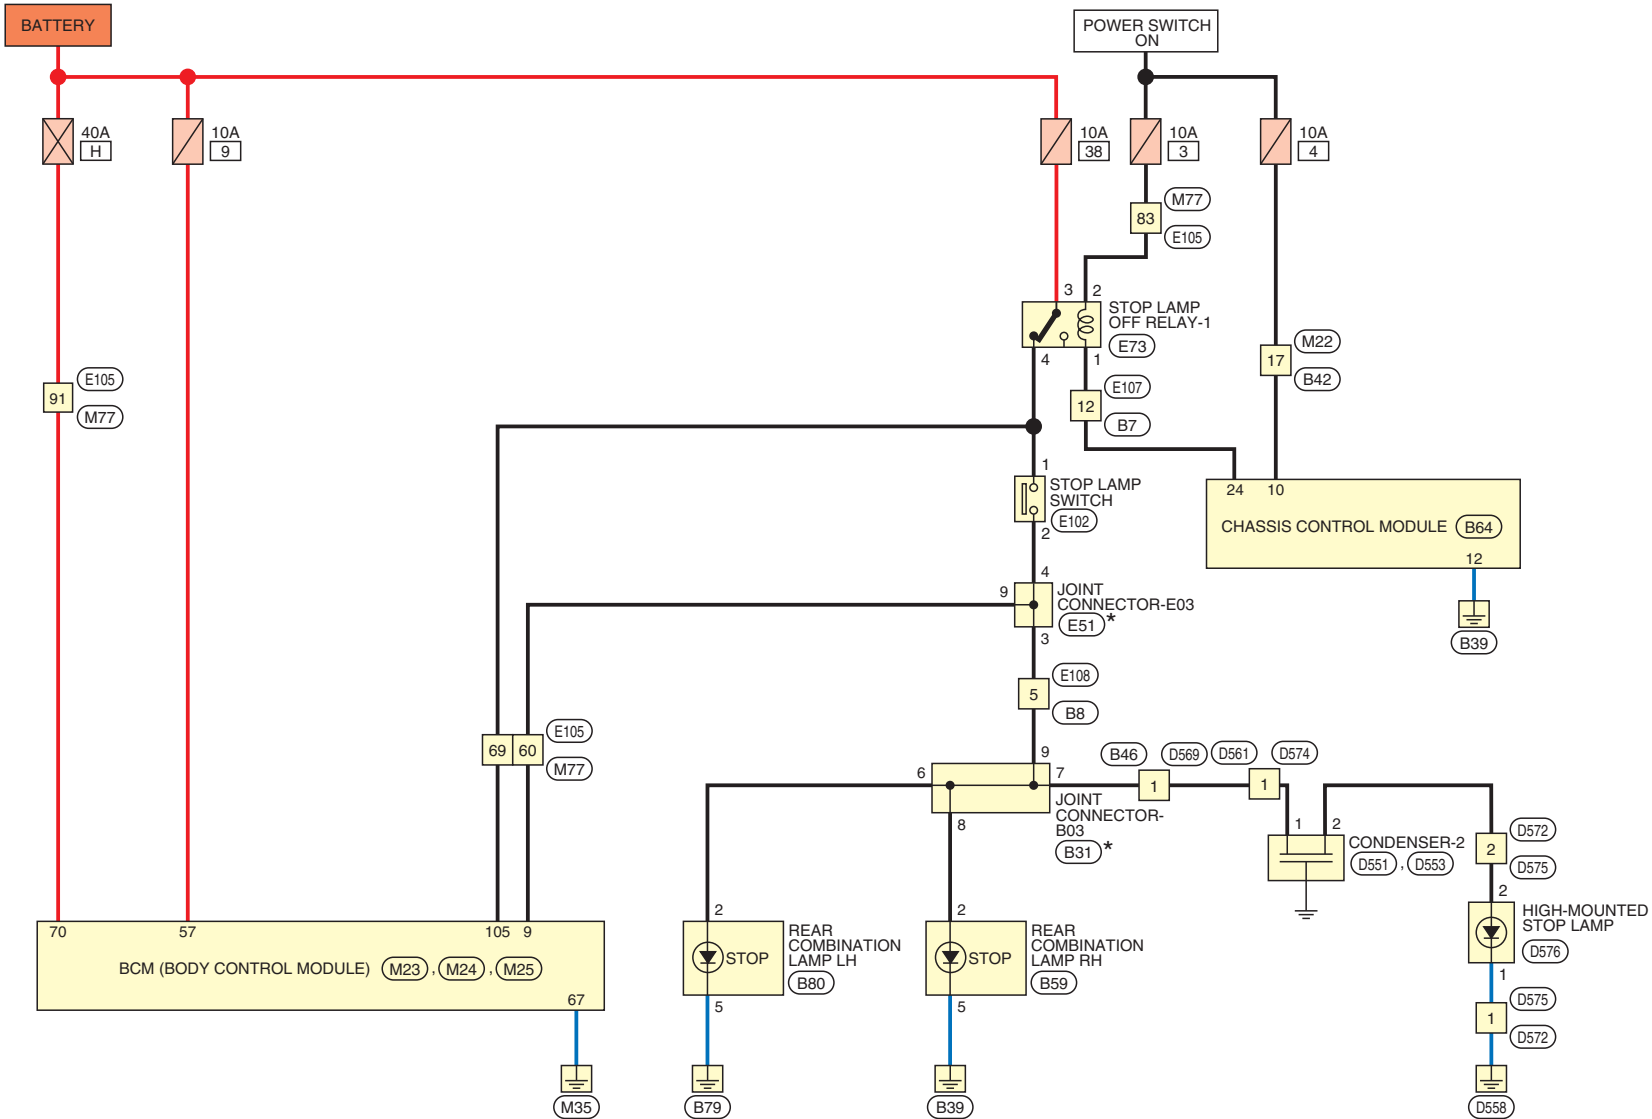 BATTERY
POWER SWITCH
ON
40A
H
10A
9
10A
38
10A
3
10A
4
83
M77
E105
3 2
STOP LAMP
OFF RELAY-1
E73
4 1
17
M22
B42
91
E105
M77
12
E107
B7
1
STOP LAMP
SWITCH
E102
2
24 10
CHASSIS CONTROL MODULE B64
12
B39
4
9
JOINT
CONNECTOR-E03
E51 *
3
5
E108
B8
69 60
E105
M77
9
6 7
8
JOINT
CONNECTOR-
B03
B31 *
B46 D569 D561 D574
1 1
1 2
CONDENSER-2
D551 , D553
2
D572
D575
2
HIGH-MOUNTED
STOP LAMP
D576
1
1
D575
D572
D558
70 57 105 9
BCM (BODY CONTROL MODULE) M23 , M24 , M25
67
M35
2
STOP
REAR
COMBINATION
LAMP LH
B80
5
B79
2
STOP
REAR
COMBINATION
LAMP RH
B59
5
B39